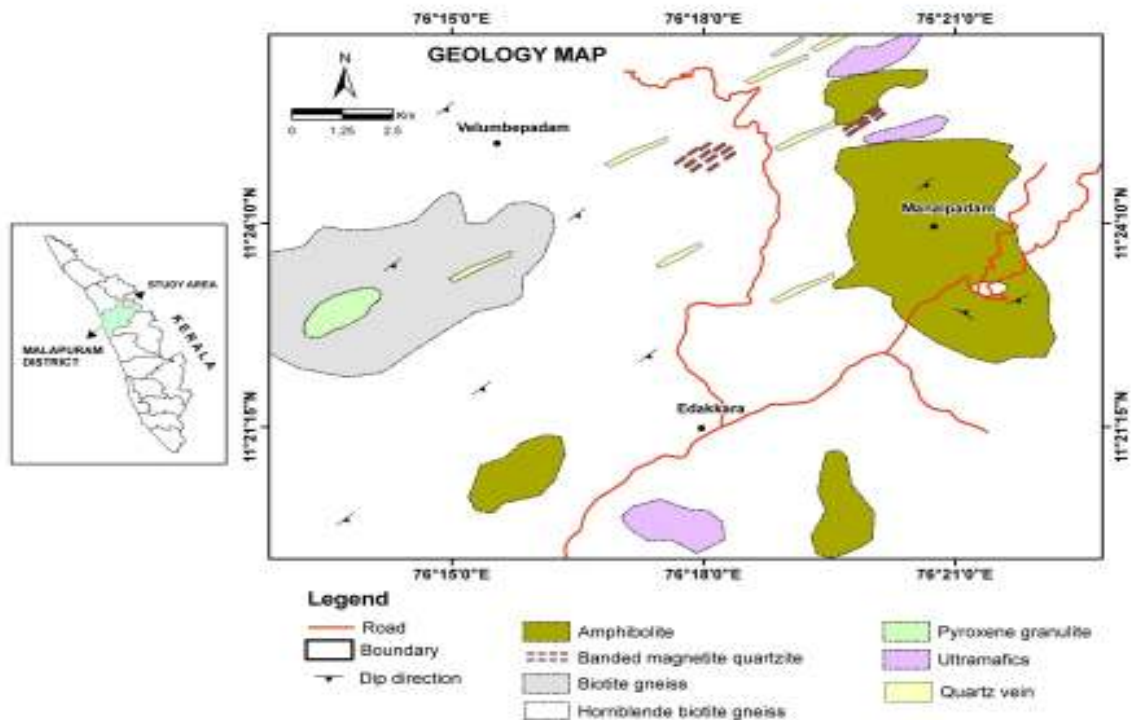 76°15'0"E
76°18'0"E
76°21'0"E
GEOLOGY MAP
N
Km
0 1.25 2.5
Velumbepadam
11°24'10"N
11°24'10"N
STUDY AREA
KERALA
MALAPURAM
DISTRICT
Edakkara
11°21'15"N
11°21'15"N
76°15'0"E
76°18'0"E
76°21'0"E
Legend
Road
Boundary
Dip direction
Amphibolite
Banded magnetite quartzite
Biotite gneiss
Hornblende biotite gneiss
Pyroxene granulite
Ultramafics
Quartz vein